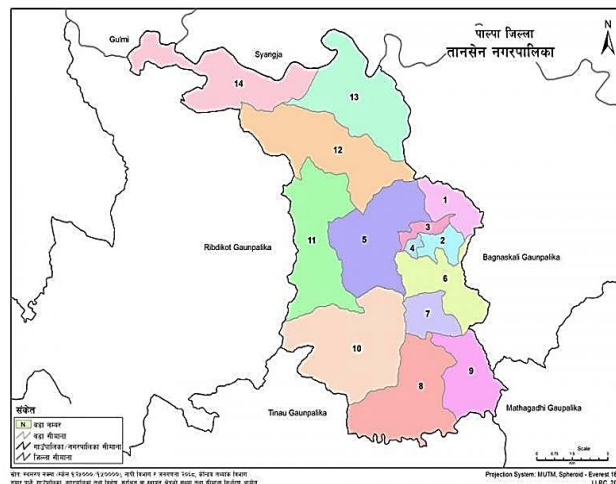 पाल्पा जिल्ला
तानसेन नगरपालिका
N
Gulmi
Syangja
14
13
12
1
3
2
4
5
11
Ribdikot Gaunpalika
Bagnaskali Gaunpalika
6
7
10
8
9
Tinau Gaunpalika
Mathagadhi Gaupalika
संकेत
N वडा नम्बर
वडा सीमाना
गाउँपालिका/नगरपालिका सीमाना
जिल्ला सीमाना
Scale
Projection System: MUTM, Spheroid - Everest 18